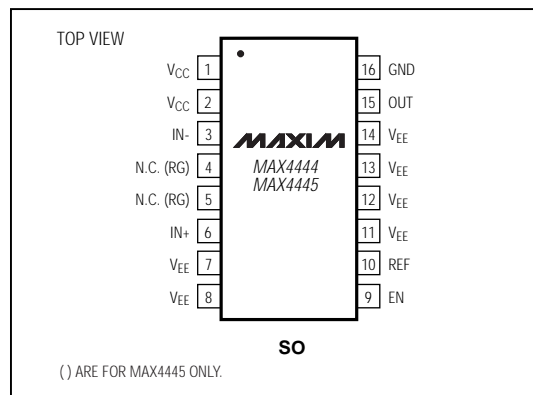 TOP VIEW
VCC 1
VCC 2
IN- 3
N.C. (RG) 4
N.C. (RG) 5
IN+ 6
VEE 7
VEE 8
MAXIM
MAX4444
MAX4445
16 GND
15 OUT
14 VEE
13 VEE
12 VEE
11 VEE
10 REF
9 EN
SO
( ) ARE FOR MAX4445 ONLY.